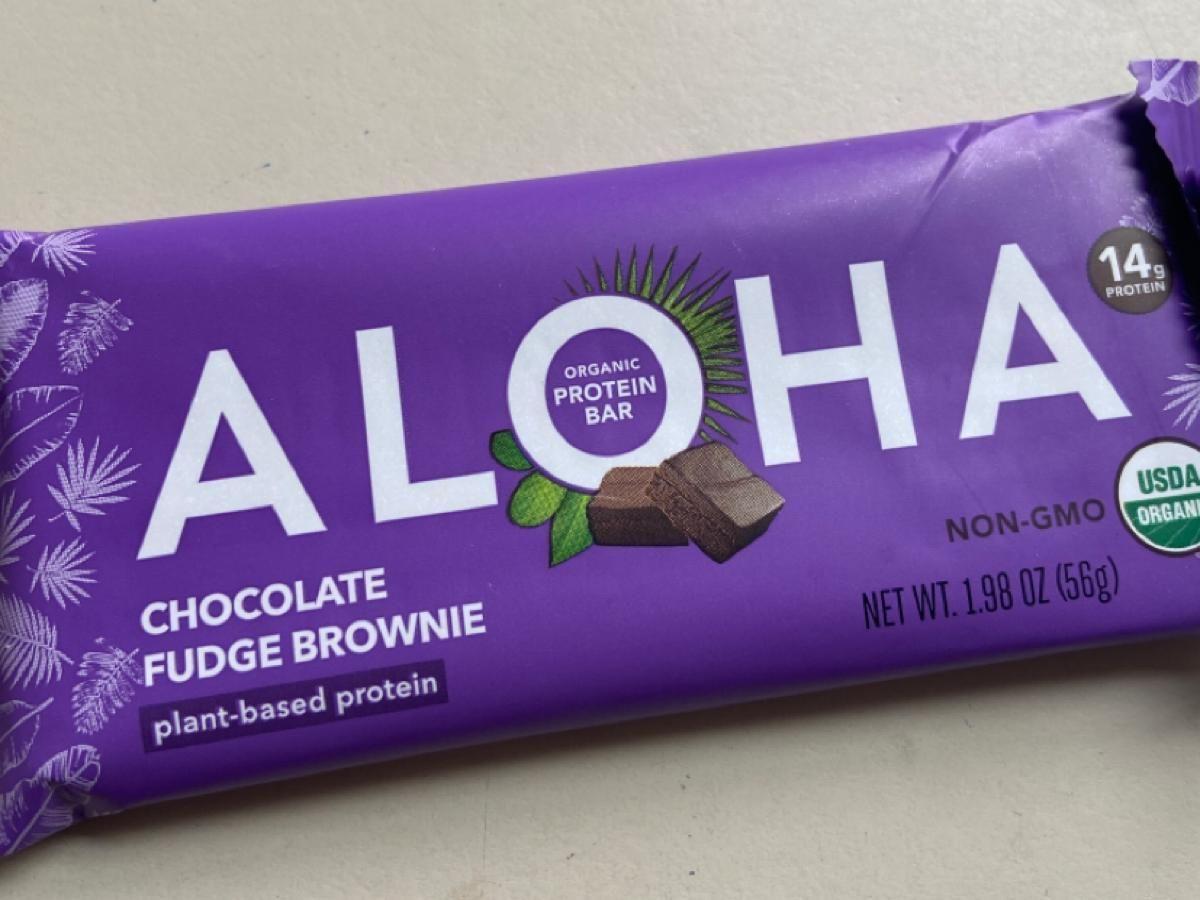 ALOHA
ORGANIC
PROTEIN
BAR
14g
PROTEIN
CHOCOLATE
FUDGE BROWNIE
plant-based protein
NON-GMO
USDA
NET WT. 1.98 OZ (56g)